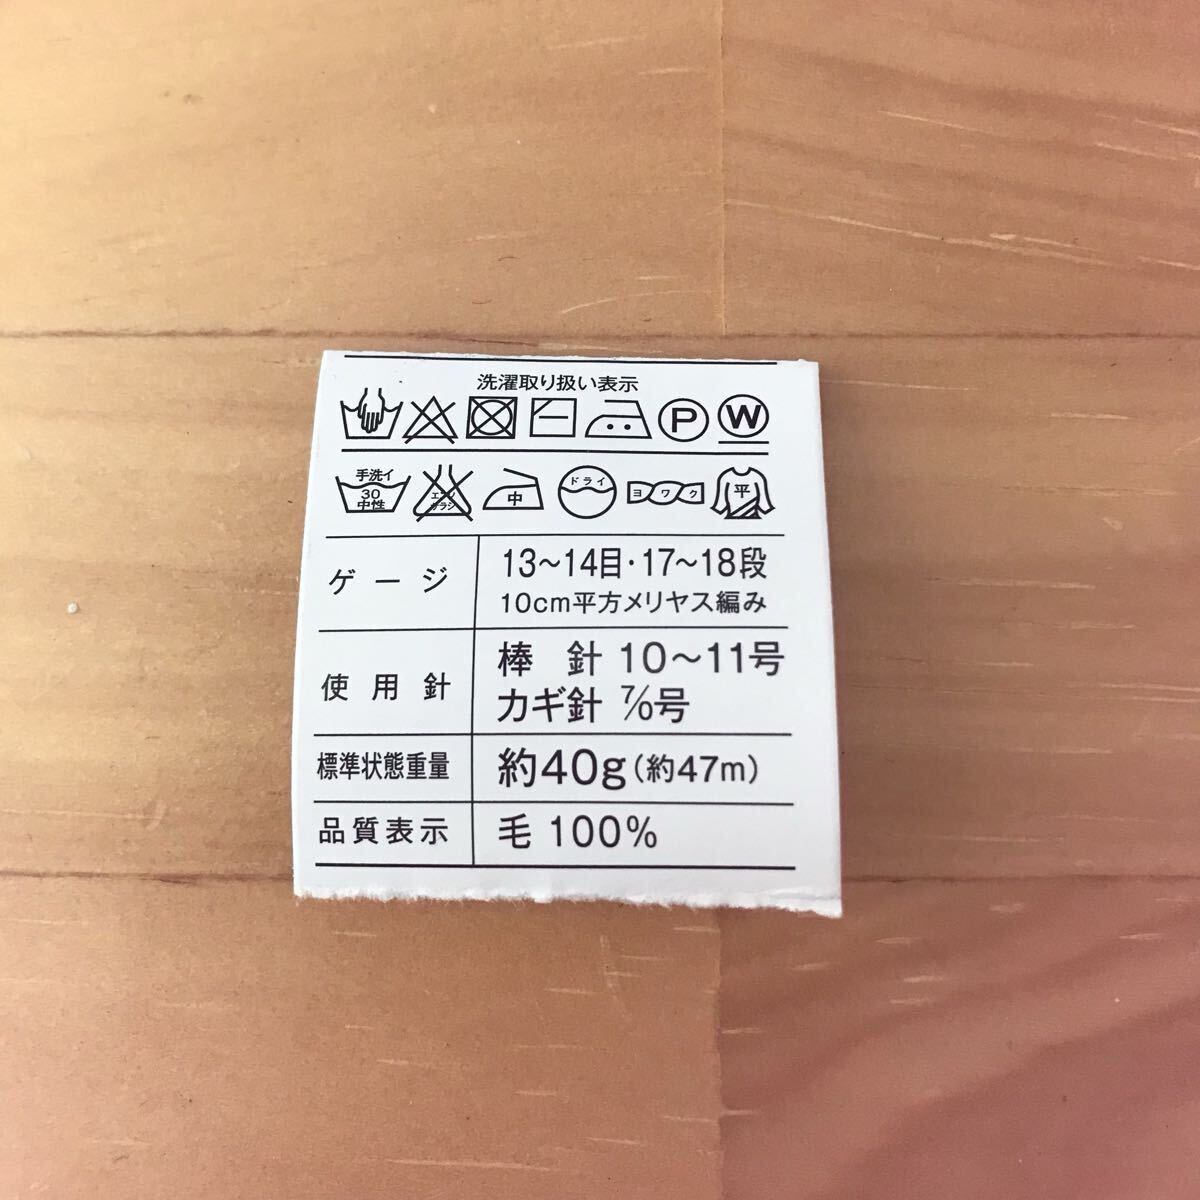 洗濯取り扱い表示
P W
手洗イ 30 中性 エンソ サラシ 中 ドライ ヨワク 平
ゲージ 13〜14目・17〜18段
10cm平方メリヤス編み
使用針 棒針 10〜11号
カギ針 7/0号
標準状態重量 約40g(約47m)
品質表示 毛 100%